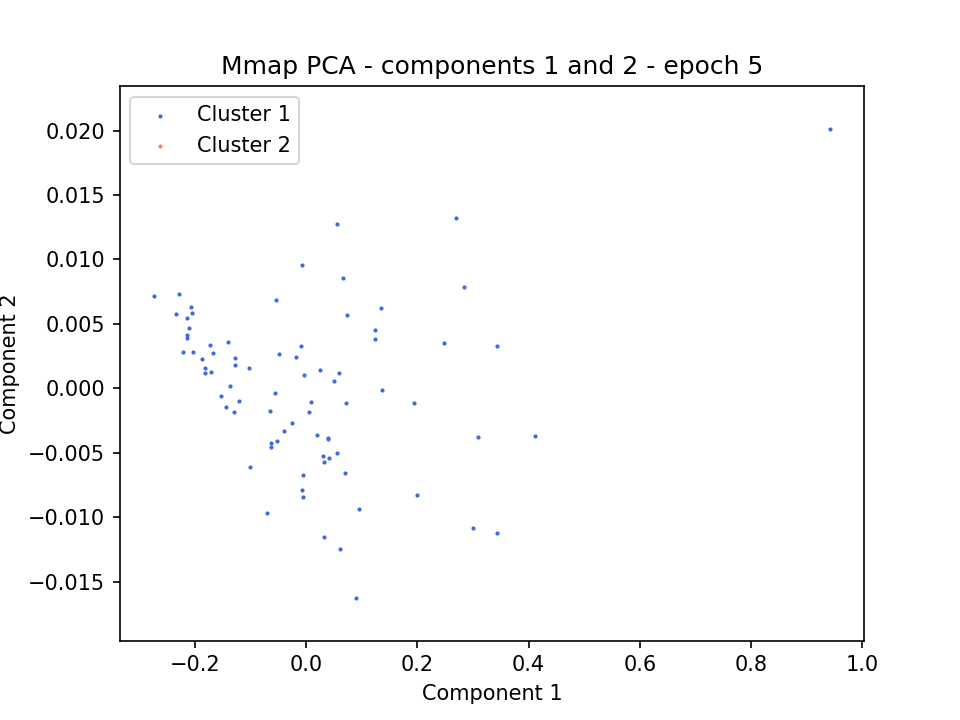 Mmap PCA - components 1 and 2 - epoch 5
Cluster 1
Cluster 2
0.020
0.015
0.010
0.005
0.000
−0.005
−0.010
−0.015
Component 2
−0.2 0.0 0.2 0.4 0.6 0.8 1.0
Component 1